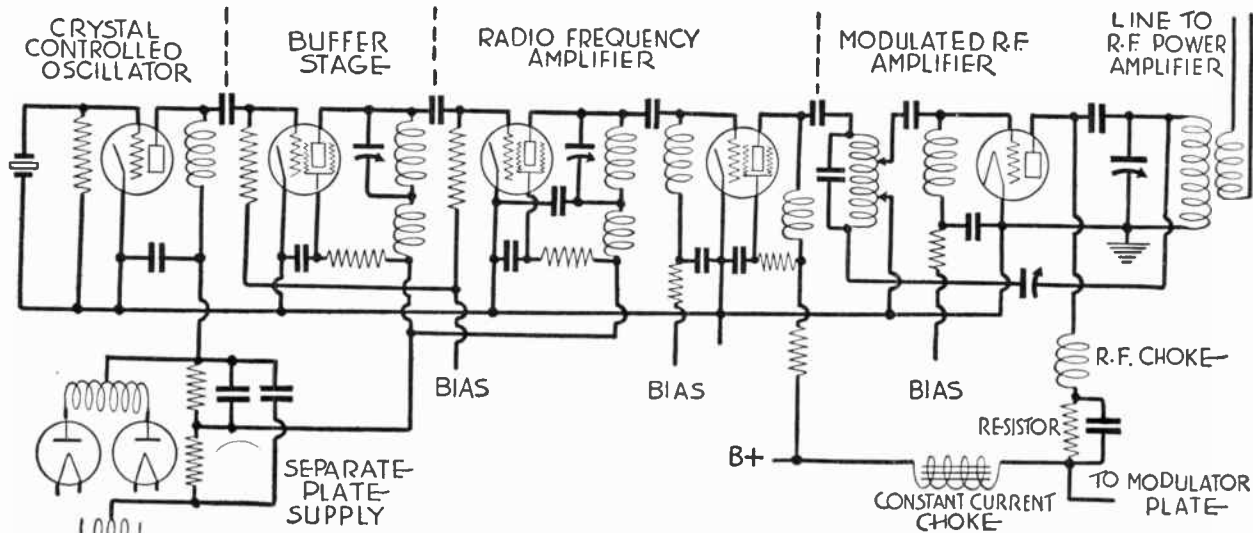 CRYSTAL
CONTROLLED
OSCILLATOR
BUFFER
STAGE
RADIO FREQUENCY
AMPLIFIER
MODULATED R.F.
AMPLIFIER
LINE TO
R.F. POWER
AMPLIFIER
BIAS
BIAS
BIAS
R.F. CHOKE
RESISTOR
SEPARATE
PLATE
SUPPLY
B+
CONSTANT CURRENT
CHOKE
TO MODULATOR
PLATE